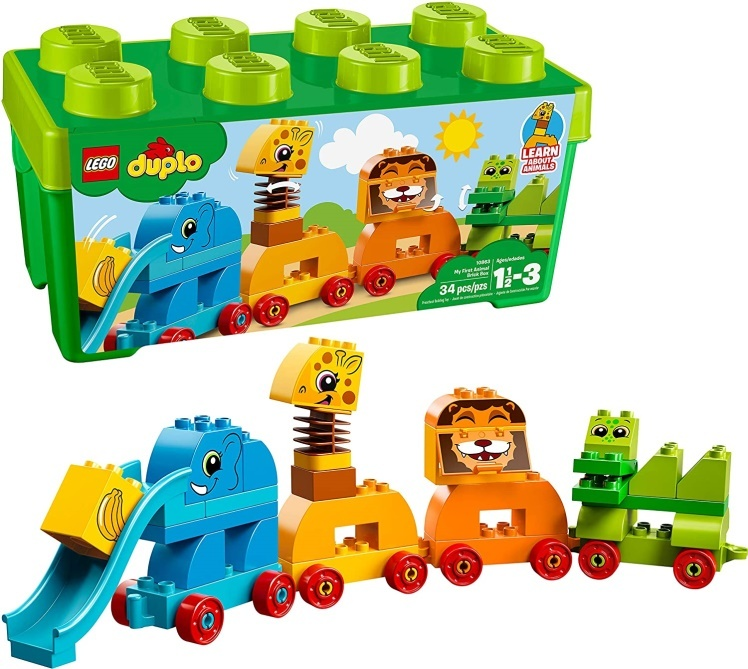 LEGO duplo
LEARN
ABOUT
ANIMALS
10863
My First Animal
Brick Box
34 pcs/pzs
Ages/edades
1½-3